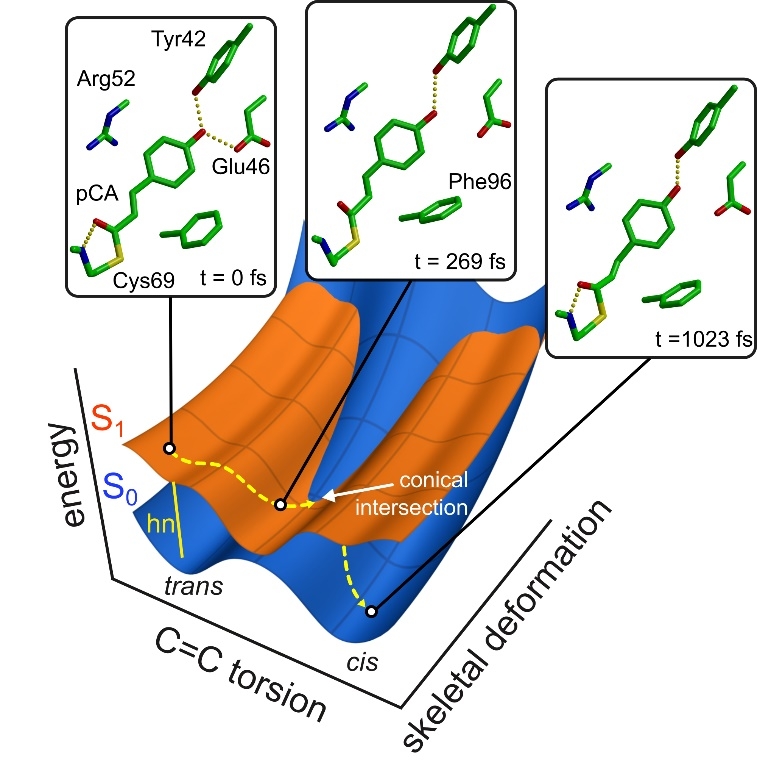 Tyr42
Arg52
Glu46
pCA
Cys69
t = 0 fs
Phe96
t = 269 fs
t =1023 fs
energy
S1
S0
hn
conical
intersection
trans
cis
C=C torsion
skeletal deformation